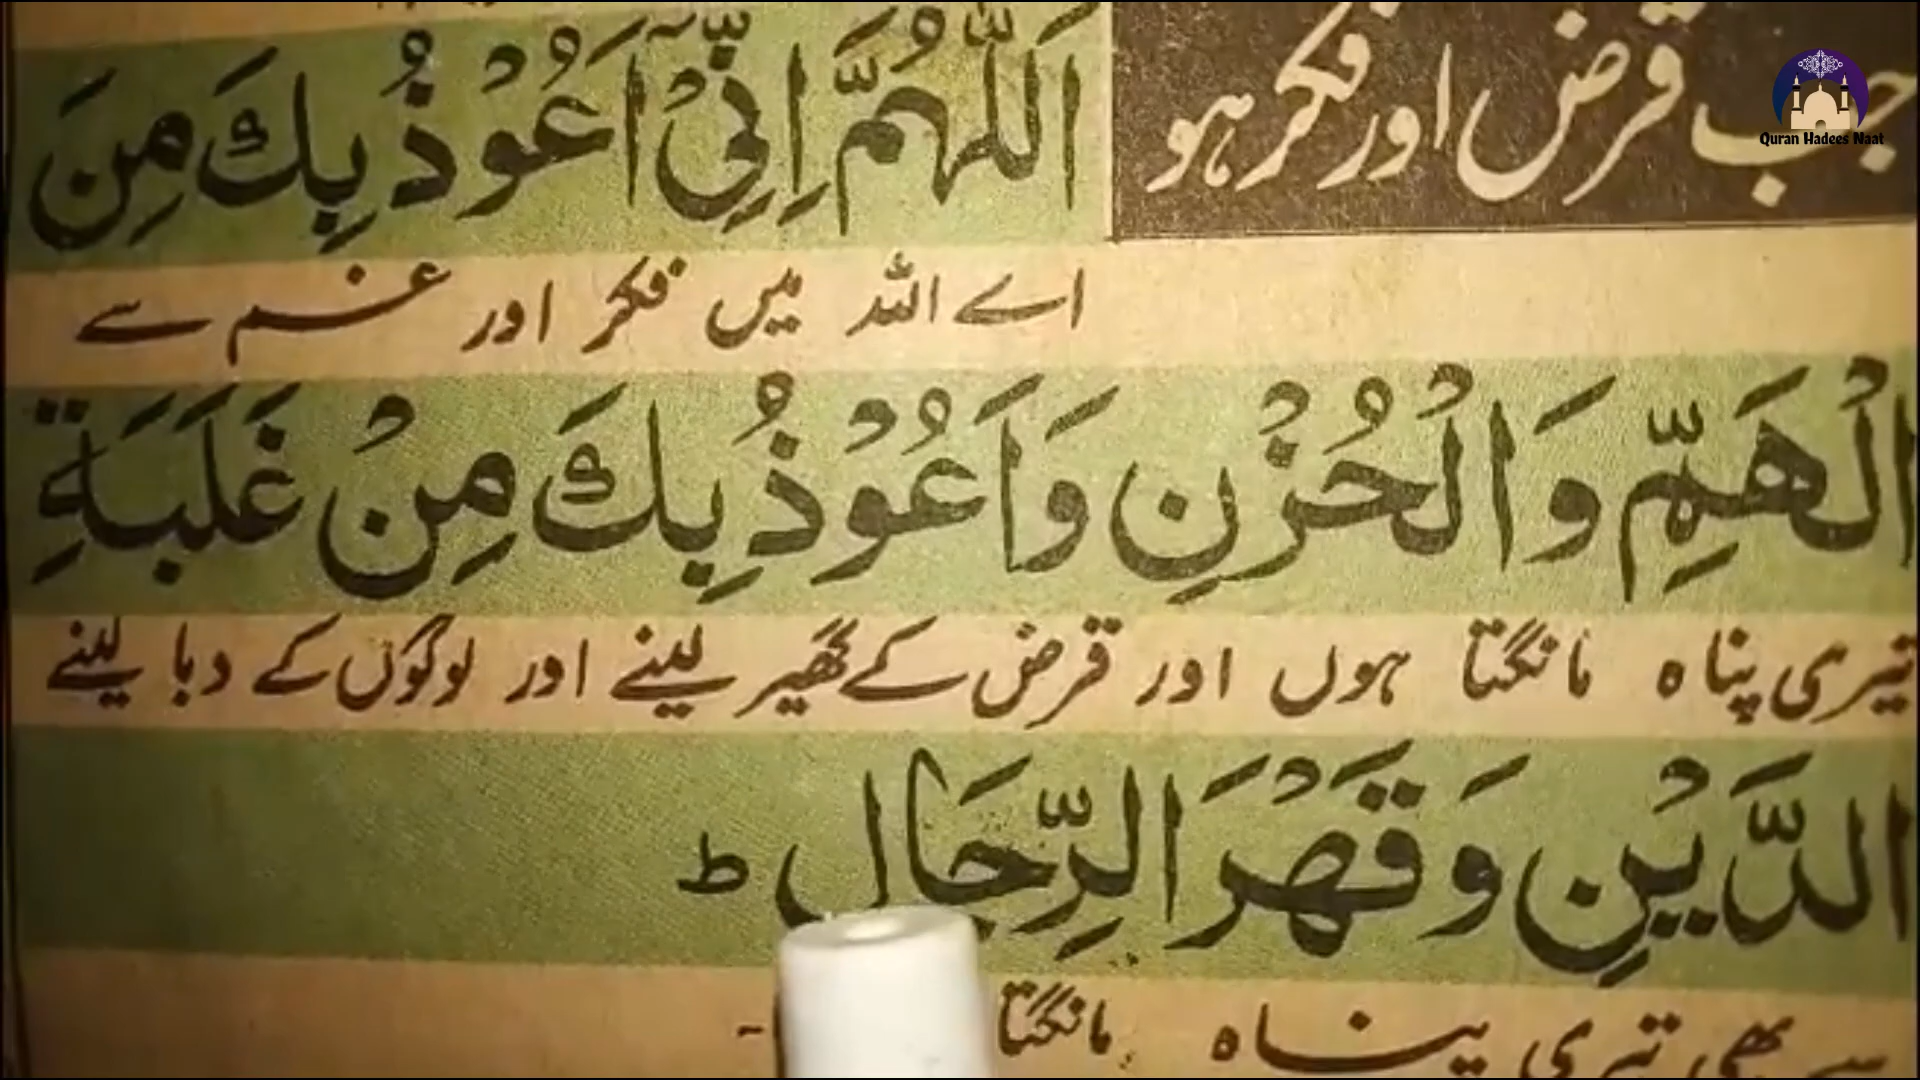 جب قرض اور فکر ہو
Quran Hadees Naat
اَللّٰهُمَّ اِنِّيْٓ اَعُوْذُ بِكَ مِنَ
اے اللہ میں فکر اور غم سے
الْهَمِّ وَالْحُزْنِ وَاَعُوْذُ بِكَ مِنْ غَلَبَةِ
تیری پناہ مانگتا ہوں اور قرض کے گھیر لینے اور لوگوں کے دبا لینے
الدَّيْنِ وَقَهْرَ الرِّجَالِ ط
سے بھی تیری پناہ مانگتا ۔